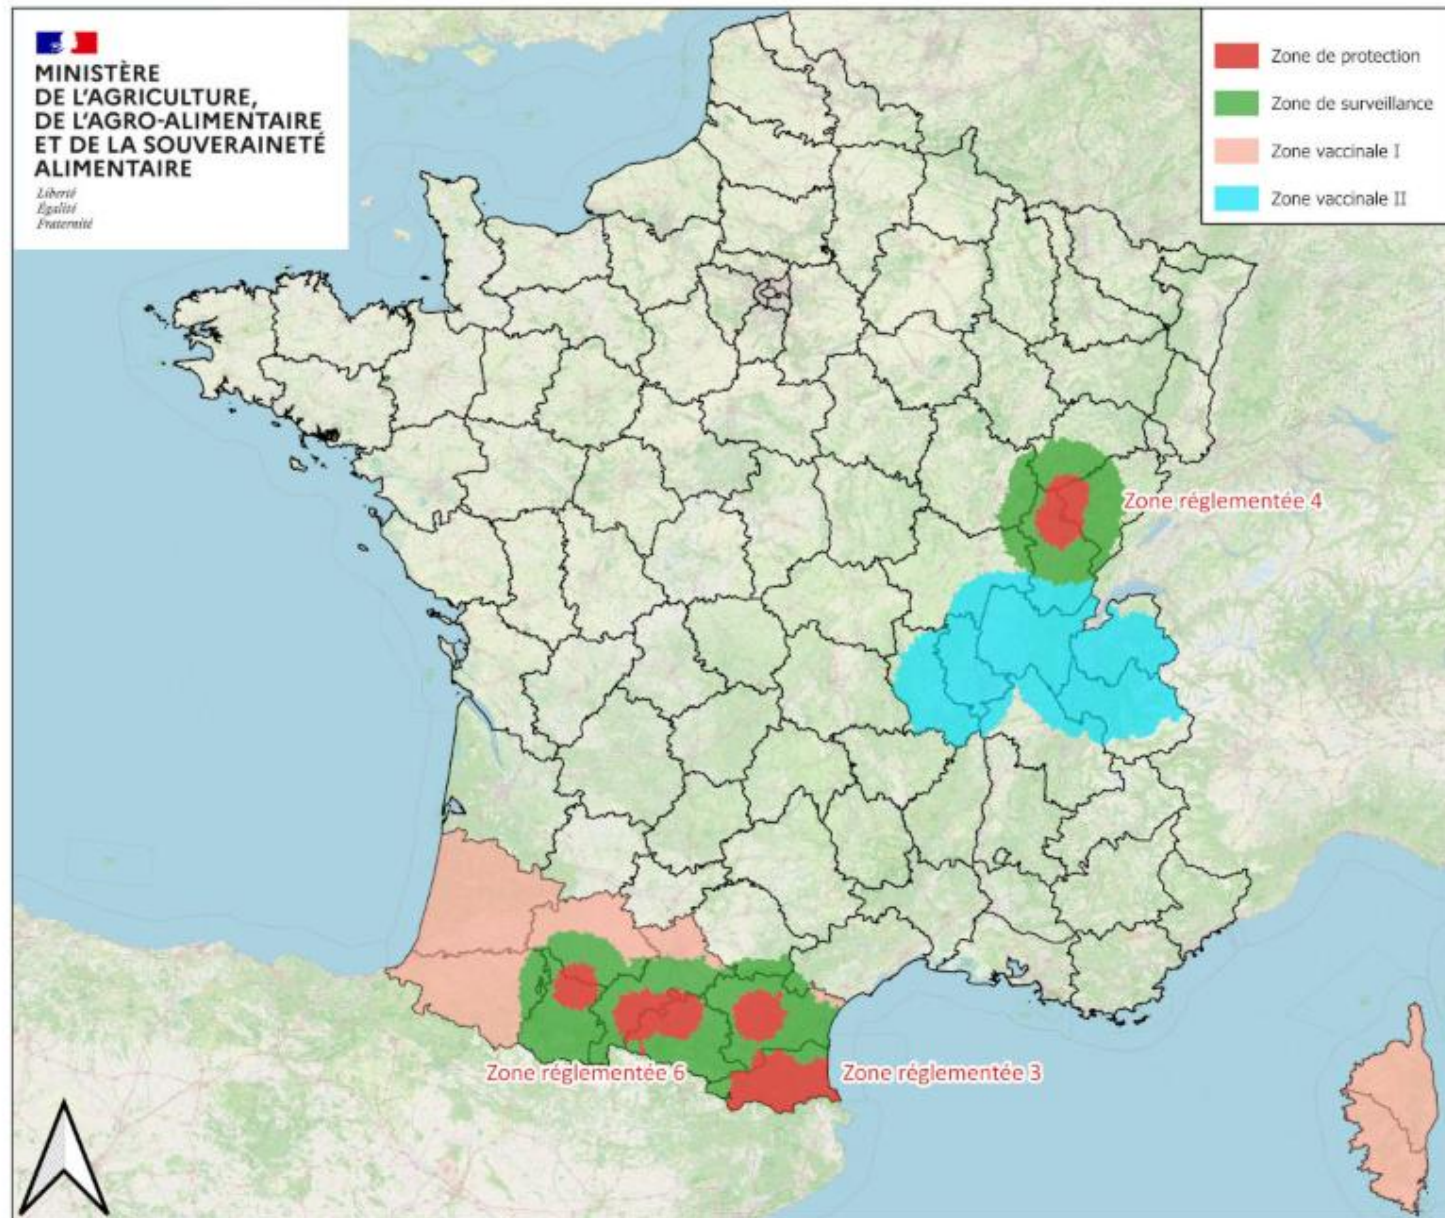 MINISTÈRE
DE L'AGRICULTURE,
DE L'AGRO-ALIMENTAIRE
ET DE LA SOUVERAINETÉ
ALIMENTAIRE
Liberté
Égalité
Fraternité
Zone de protection
Zone de surveillance
Zone vaccinale I
Zone vaccinale II
Zone réglementée 4
Zone réglementée 6
Zone réglementée 3